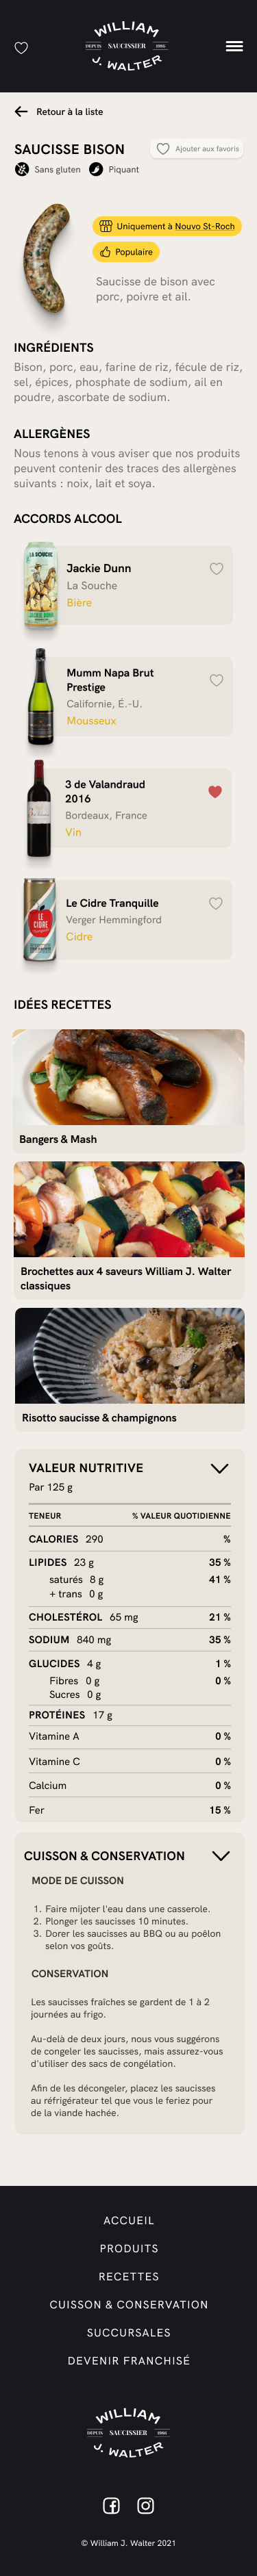 WILLIAM
DEPUIS SAUCISSIER 1984
J. WALTER
Retour à la liste
SAUCISSE BISON
Ajouter aux favoris
Sans gluten Piquant
Uniquement à Nouvo St-Roch
Populaire
Saucisse de bison avec
porc, poivre et ail.
INGRÉDIENTS
Bison, porc, eau, farine de riz, fécule de riz,
sel, épices, phosphate de sodium, ail en
poudre, ascorbate de sodium.
ALLERGÈNES
Nous tenons à vous aviser que nos produits
peuvent contenir des traces des allergènes
suivants : noix, lait et soya.
ACCORDS ALCOOL
LA SOUCHE
JACKIE DUNN
Jackie Dunn
La Souche
Bière
Mumm Napa Brut
Prestige
Californie, É.-U.
Mousseux
3 de Valandraud
2016
Bordeaux, France
Vin
LE
CIDRE
Le Cidre Tranquille
Verger Hemmingford
Cidre
IDÉES RECETTES
Bangers & Mash
Brochettes aux 4 saveurs William J. Walter
classiques
Risotto saucisse & champignons
VALEUR NUTRITIVE
Par 125 g
TENEUR % VALEUR QUOTIDIENNE
CALORIES 290 %
LIPIDES 23 g 35 %
saturés 8 g 41 %
+ trans 0 g
CHOLESTÉROL 65 mg 21 %
SODIUM 840 mg 35 %
GLUCIDES 4 g 1 %
Fibres 0 g 0 %
Sucres 0 g
PROTÉINES 17 g
Vitamine A 0 %
Vitamine C 0 %
Calcium 0 %
Fer 15 %
CUISSON & CONSERVATION
MODE DE CUISSON
1. Faire mijoter l'eau dans une casserole.
2. Plonger les saucisses 10 minutes.
3. Dorer les saucisses au BBQ ou au poêlon
selon vos goûts.
CONSERVATION
Les saucisses fraîches se gardent de 1 à 2
journées au frigo.
Au-delà de deux jours, nous vous suggérons
de congeler les saucisses, mais assurez-vous
d'utiliser des sacs de congélation.
Afin de les décongeler, placez les saucisses
au réfrigérateur tel que vous le feriez pour
de la viande hachée.
ACCUEIL
PRODUITS
RECETTES
CUISSON & CONSERVATION
SUCCURSALES
DEVENIR FRANCHISÉ
WILLIAM
DEPUIS SAUCISSIER 1984
J. WALTER
© William J. Walter 2021